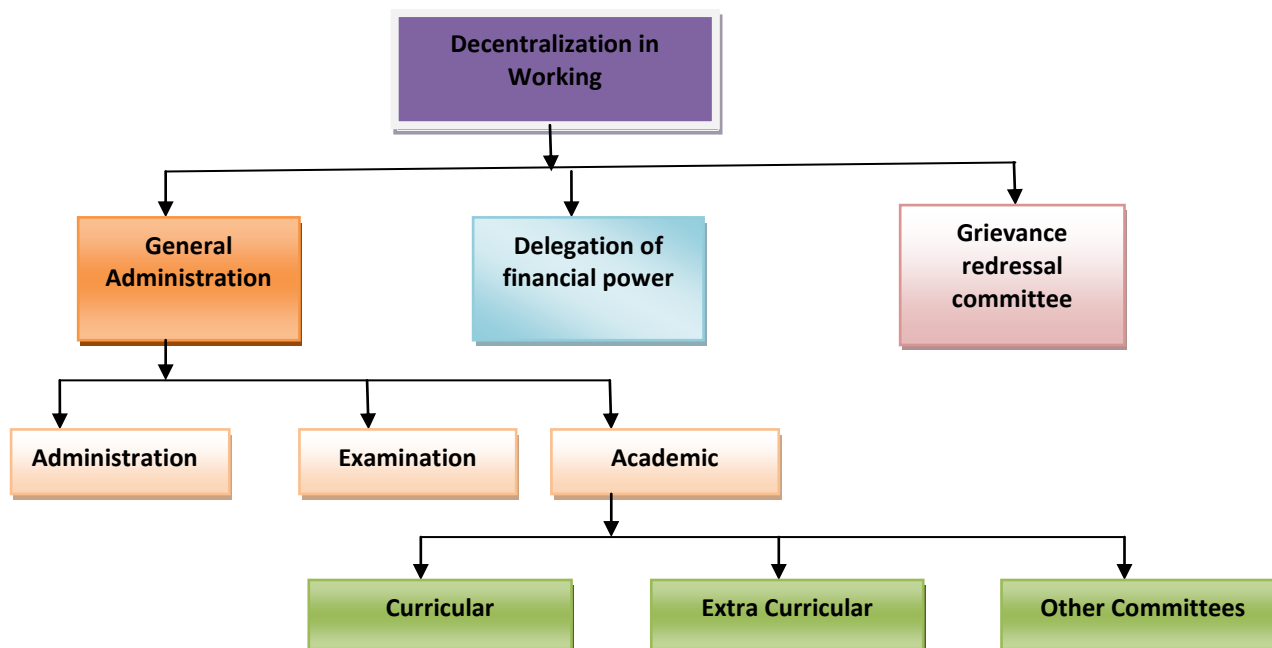 Decentralization in
Working
General
Administration
Delegation of
financial power
Grievance
redressal
committee
Administration
Examination
Academic
Curricular
Extra Curricular
Other Committees